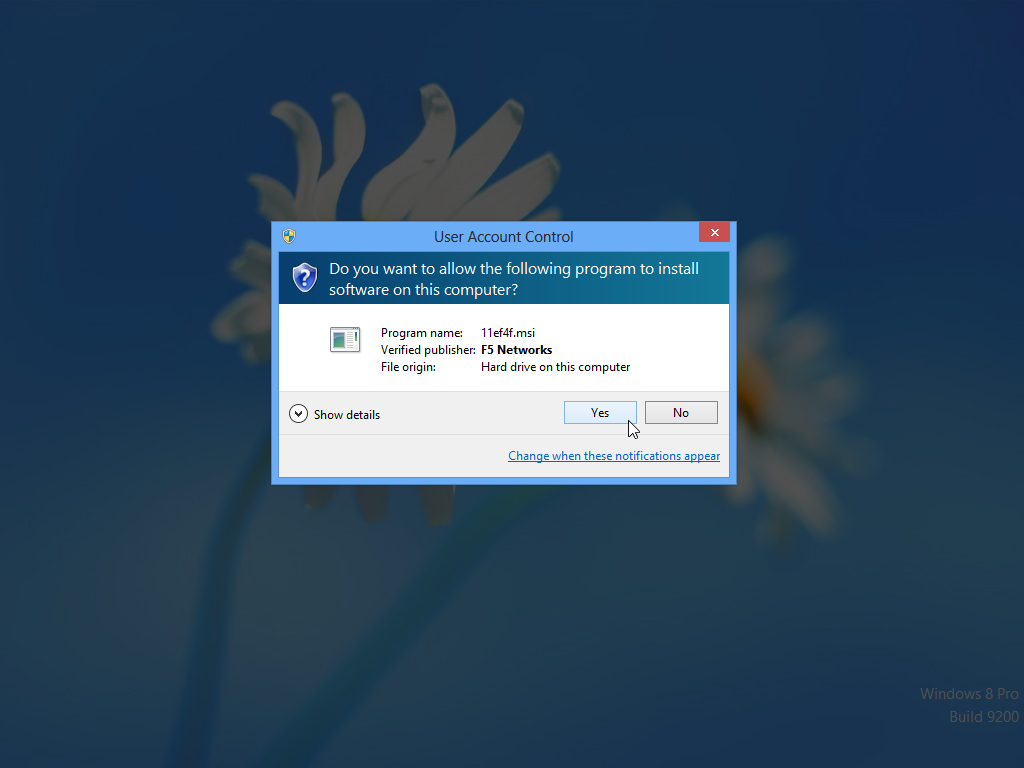 User Account Control
Do you want to allow the following program to install
software on this computer?
Program name: 11ef4f.msi
Verified publisher: F5 Networks
File origin: Hard drive on this computer
Show details
Yes
No
Change when these notifications appear
Windows 8 Pro
Build 9200